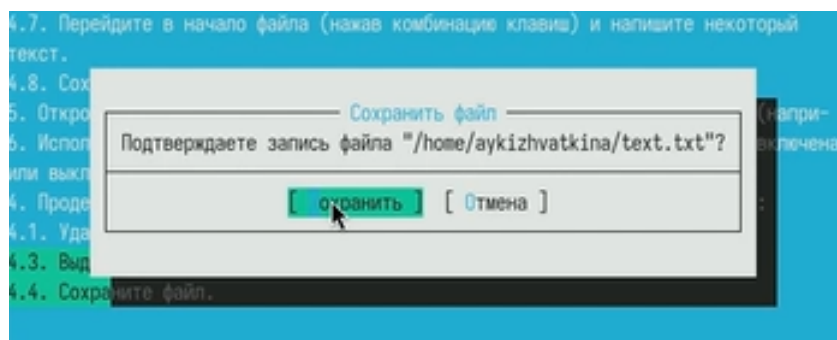 4.7. Перейдите в начало файла (нажав комбинацию клавиш) и напишите некоторый
текст.
4.8. Сох
5. Откро (напри-
6. Испол включена
или выкл
4. Проде :
4.1. Уда
4.3. Выд
4.4. Сохраните файл.
Сохранить файл
Подтверждаете запись файла "/home/aykizhvatkina/text.txt"?
[ охранить ] [ Отмена ]